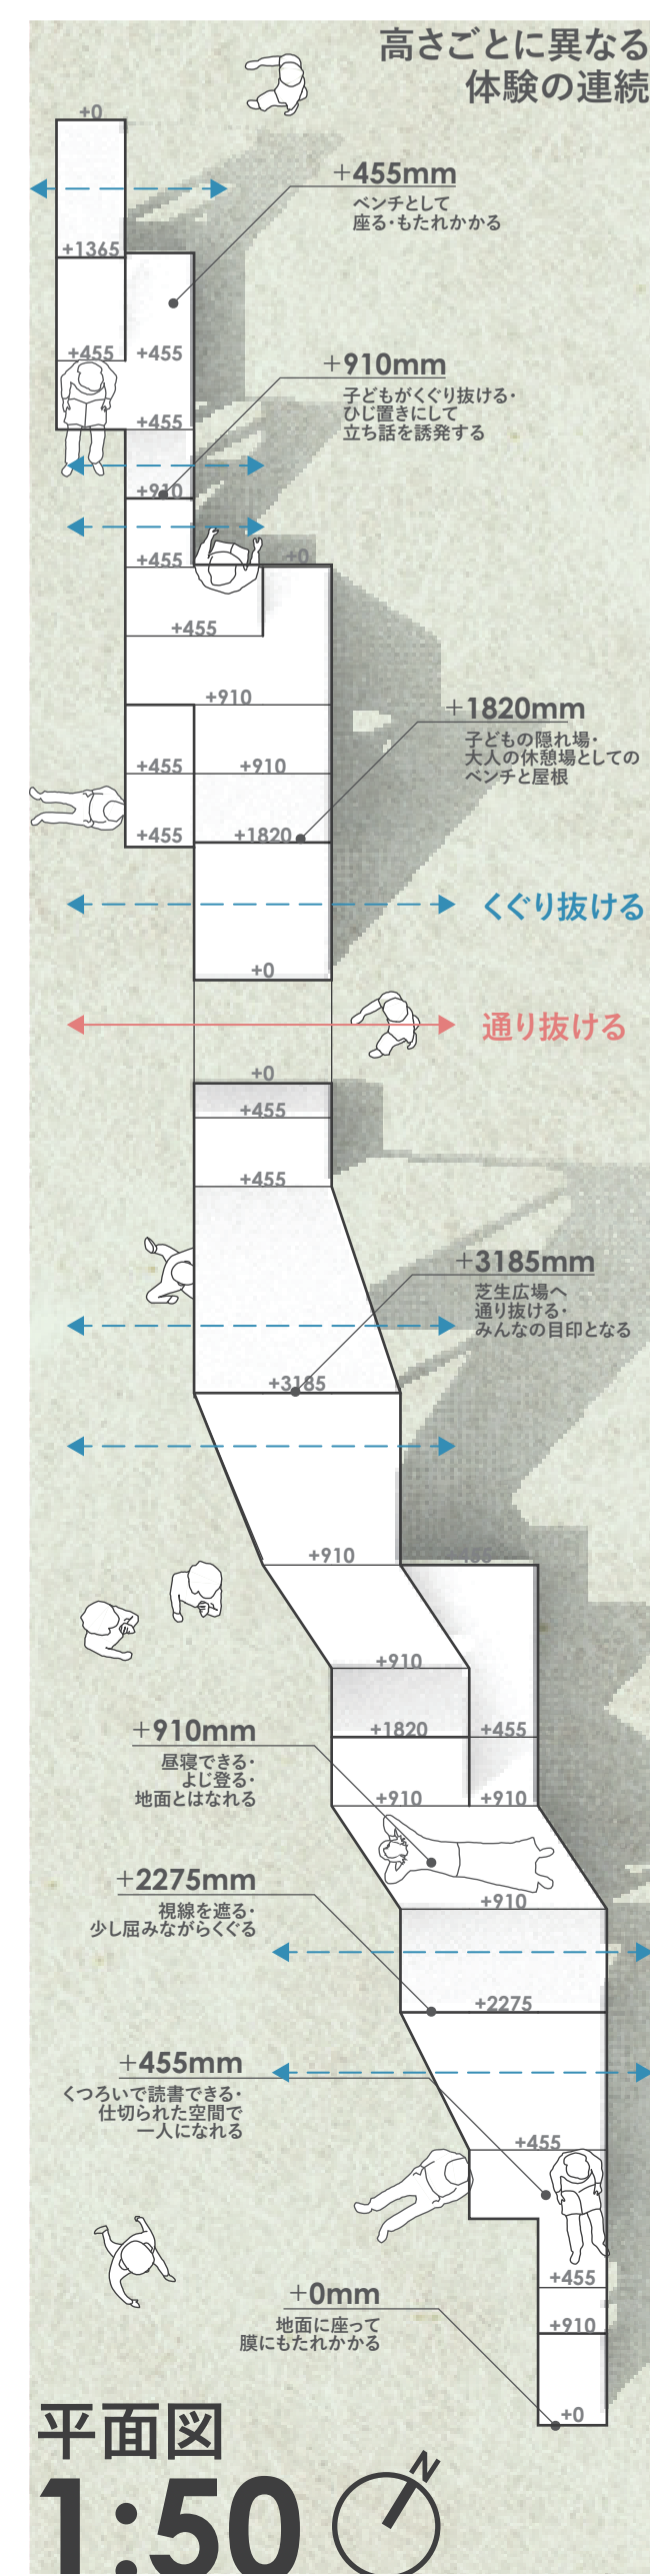 高さごとに異なる
体験の連続
+0
+455mm
ベンチとして
座る・もたれかかる
+1365
+455 +455
+910mm
子どもがくぐり抜ける・
ひじ置きにして
立ち話を誘発する
+455
+910
+455
+0
+455
+910
+1820mm
子どもの隠れ場・
大人の休憩場としての
ベンチと屋根
+455 +910
+455 +1820
くぐり抜ける
+0
通り抜ける
+0
+455
+455
+3185mm
芝生広場へ
通り抜ける・
みんなの目印となる
+3185
+910
+910
+910mm
昼寝できる・
よじ登る・
地面とはなれる
+1820 +455
+910 +910
+2275mm
視線を遮る・
少し屈みながらくぐる
+910
+2275
+455mm
くつろいで読書できる・
仕切られた空間で
一人になれる
+455
+455
+0mm
地面に座って
膜にもたれかかる
+910
+0
平面図
1:50
N